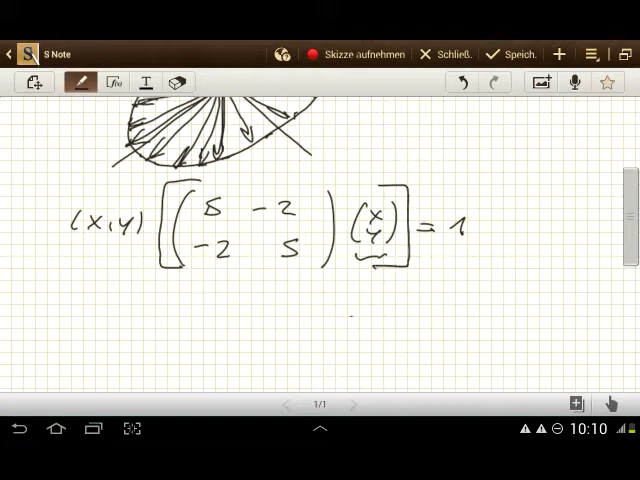 S Note
Skizze aufnehmen
Schließ.
Speich.
(x,y) [( 5 -2
-2 5 ) ( x
y )] = 1
1/1
10:10